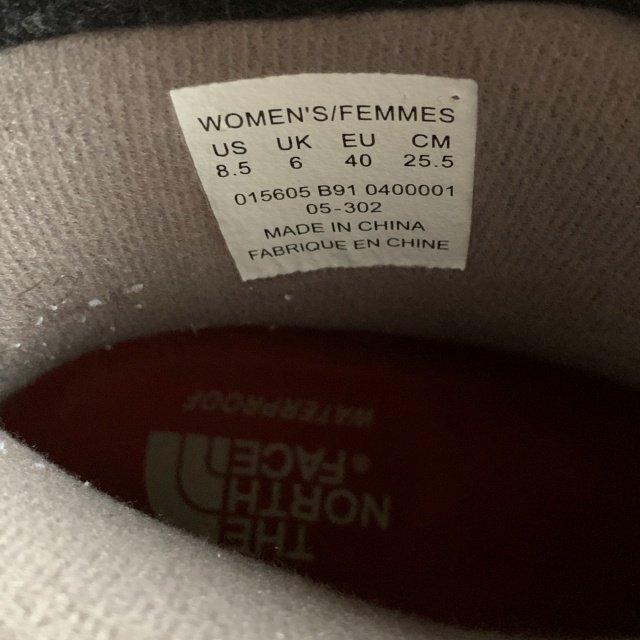 WOMEN'S/FEMMES
US UK EU CM
8.5 6 40 25.5
015605 B91 0400001
05-302
MADE IN CHINA
FABRIQUE EN CHINE
WATERPROOF
THE
NORTH
FACE